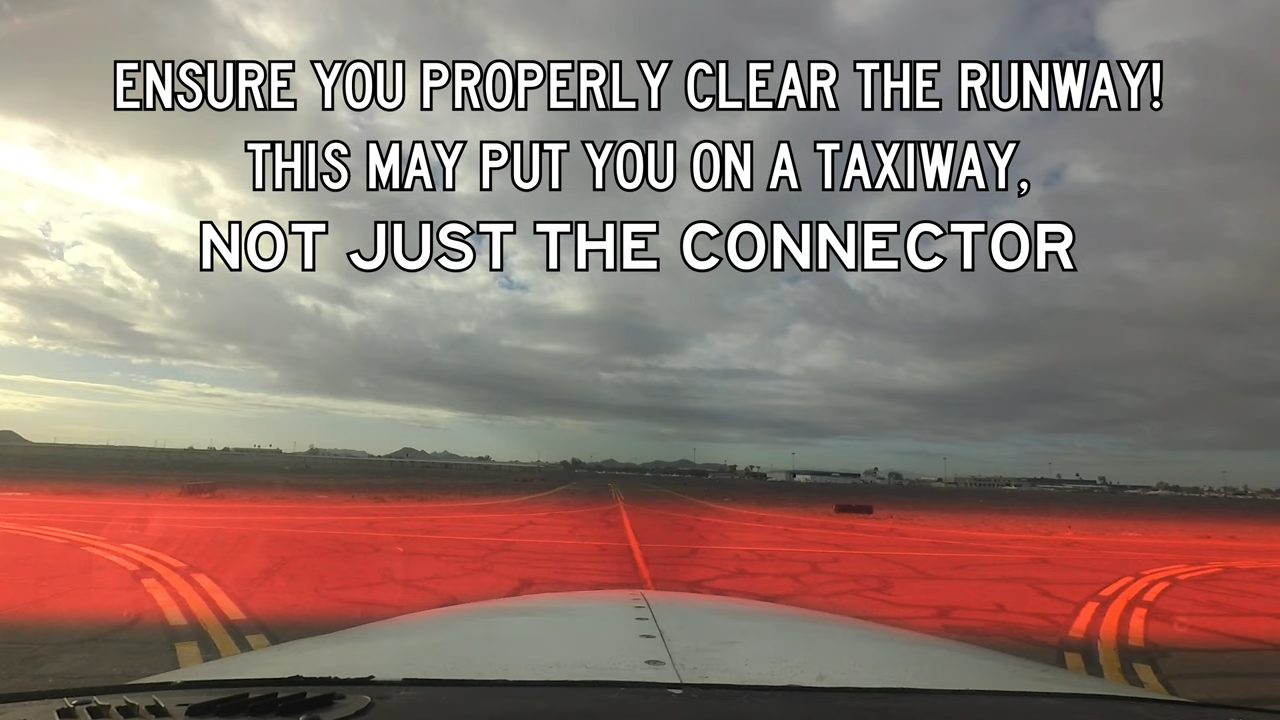 ENSURE YOU PROPERLY CLEAR THE RUNWAY!
THIS MAY PUT YOU ON A TAXIWAY,
NOT JUST THE CONNECTOR